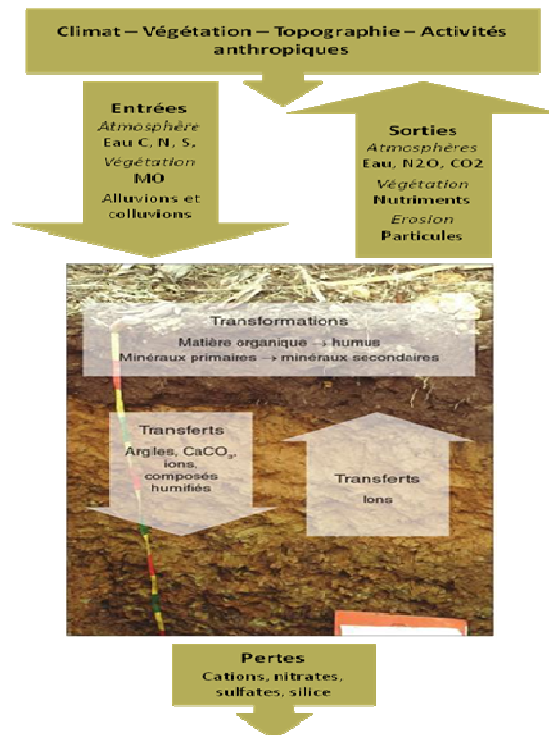 Climat – Végétation – Topographie – Activités
anthropiques
Entrées
Atmosphère
Eau C, N, S,
Végétation
MO
Alluvions et
colluvions
Sorties
Atmosphères
Eau, N2O, CO2
Végétation
Nutriments
Erosion
Particules
Transformations
Matière organique → humus
Minéraux primaires → minéraux secondaires
Transferts
Argiles, CaCO3,
ions,
composés
humifiés
Transferts
Ions
Pertes
Cations, nitrates,
sulfates, silice